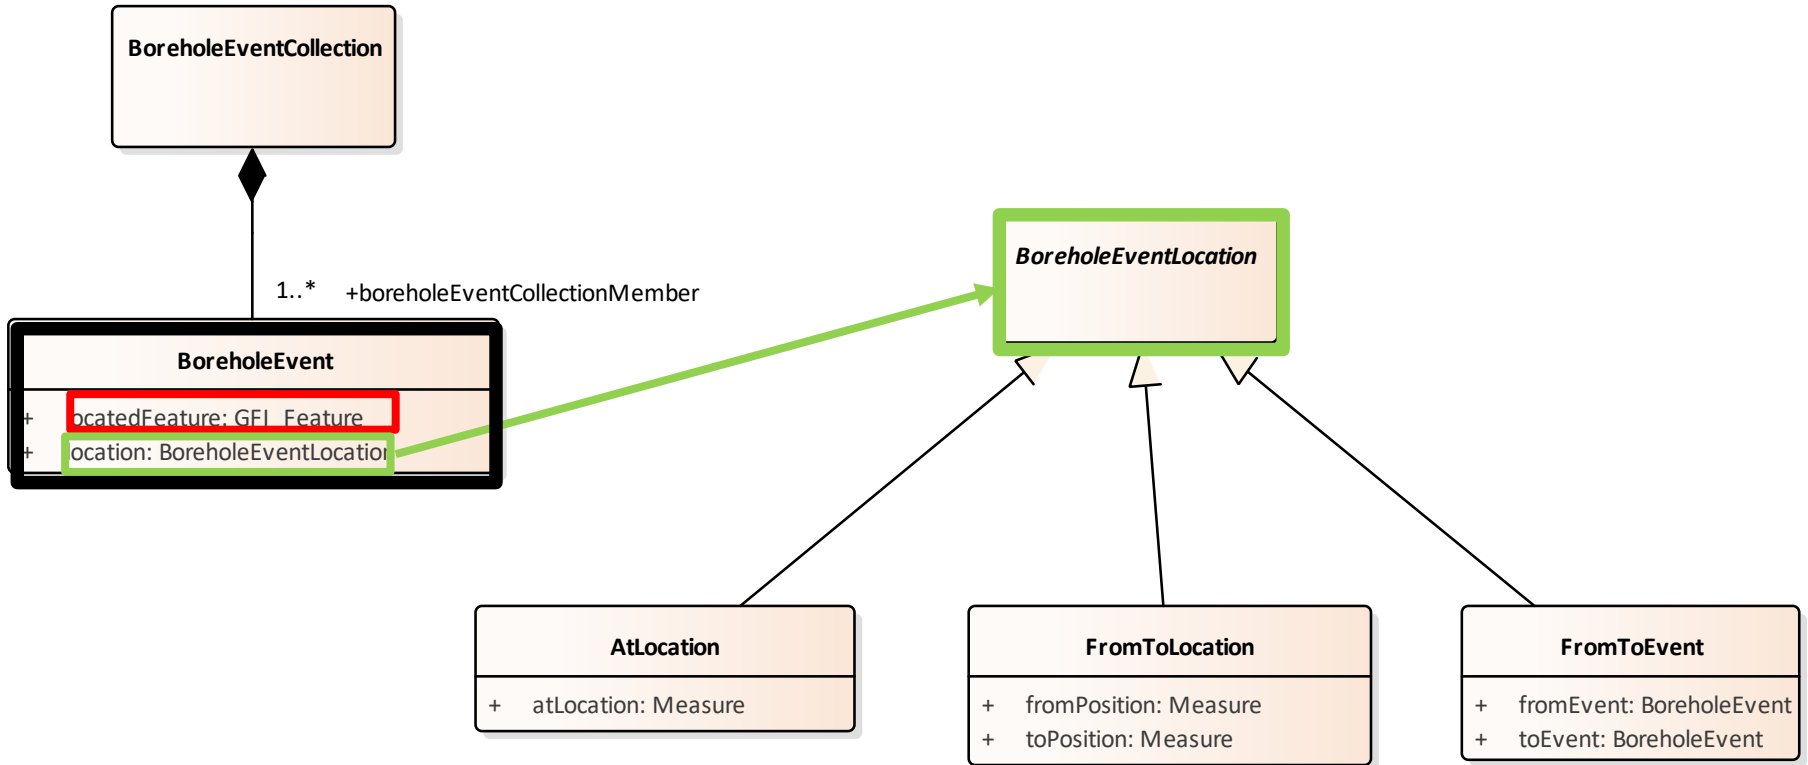 BoreholeEventCollection
1..* +boreholeEventCollectionMember
BoreholeEvent
+ ocatedFeature: GFI_Feature
+ ocation: BoreholeEventLocation
BoreholeEventLocation
AtLocation
+ atLocation: Measure
FromToLocation
+ fromPosition: Measure
+ toPosition: Measure
FromToEvent
+ fromEvent: BoreholeEvent
+ toEvent: BoreholeEvent